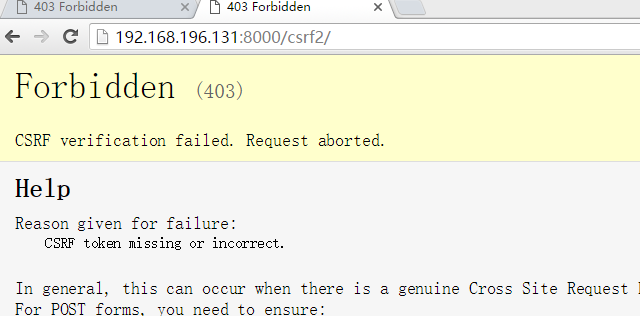 403 Forbidden 403 Forbidden
192.168.196.131:8000/csrf2/
Forbidden (403)
CSRF verification failed. Request aborted.
Help
Reason given for failure:
CSRF token missing or incorrect.
In general, this can occur when there is a genuine Cross Site Request
For POST forms, you need to ensure: